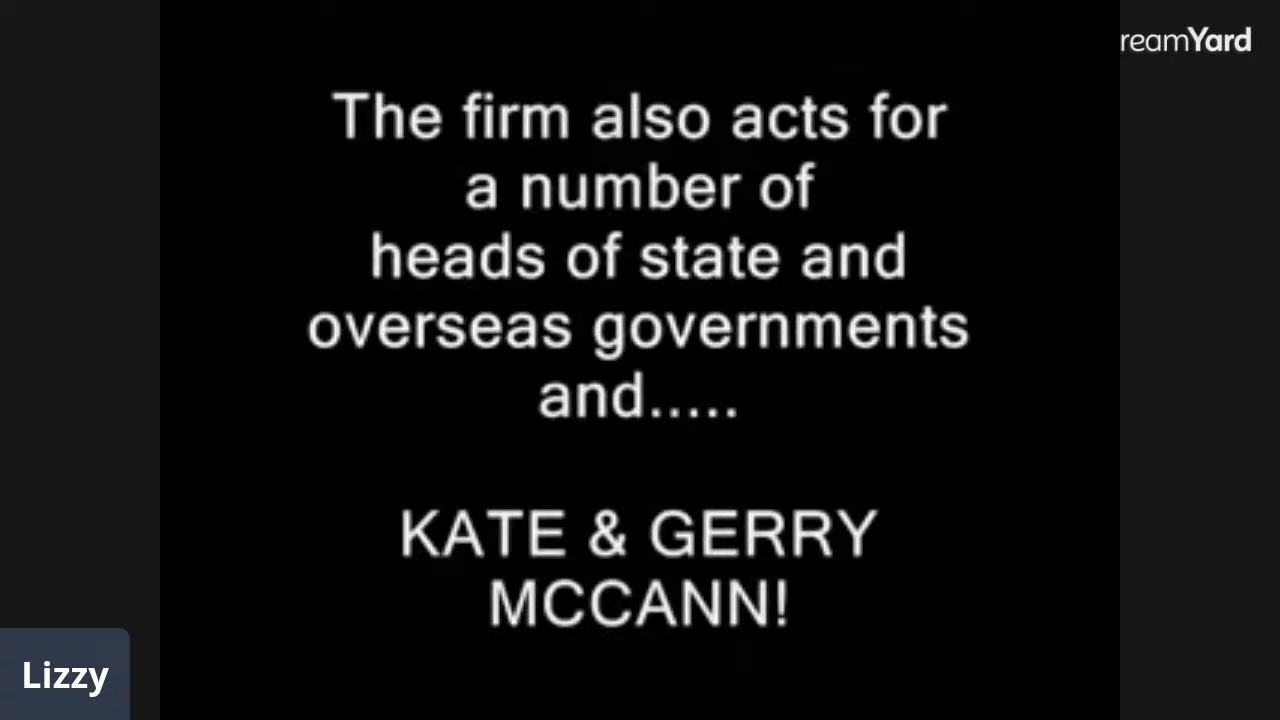 reamYard
The firm also acts for
a number of
heads of state and
overseas governments
and.....
KATE & GERRY
MCCANN!
Lizzy